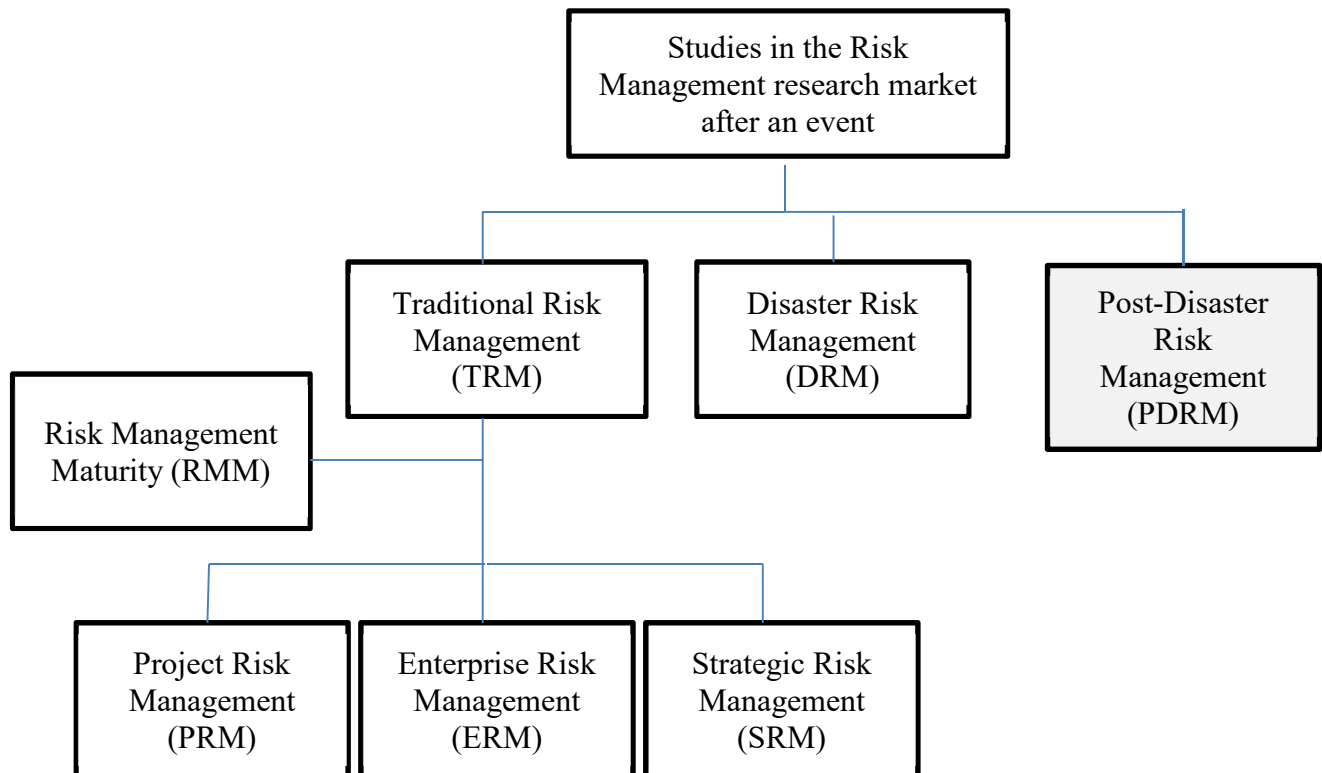 Studies in the Risk
Management research market
after an event
Traditional Risk
Management
(TRM)
Disaster Risk
Management
(DRM)
Post-Disaster
Risk
Management
(PDRM)
Risk Management
Maturity (RMM)
Project Risk
Management
(PRM)
Enterprise Risk
Management
(ERM)
Strategic Risk
Management
(SRM)